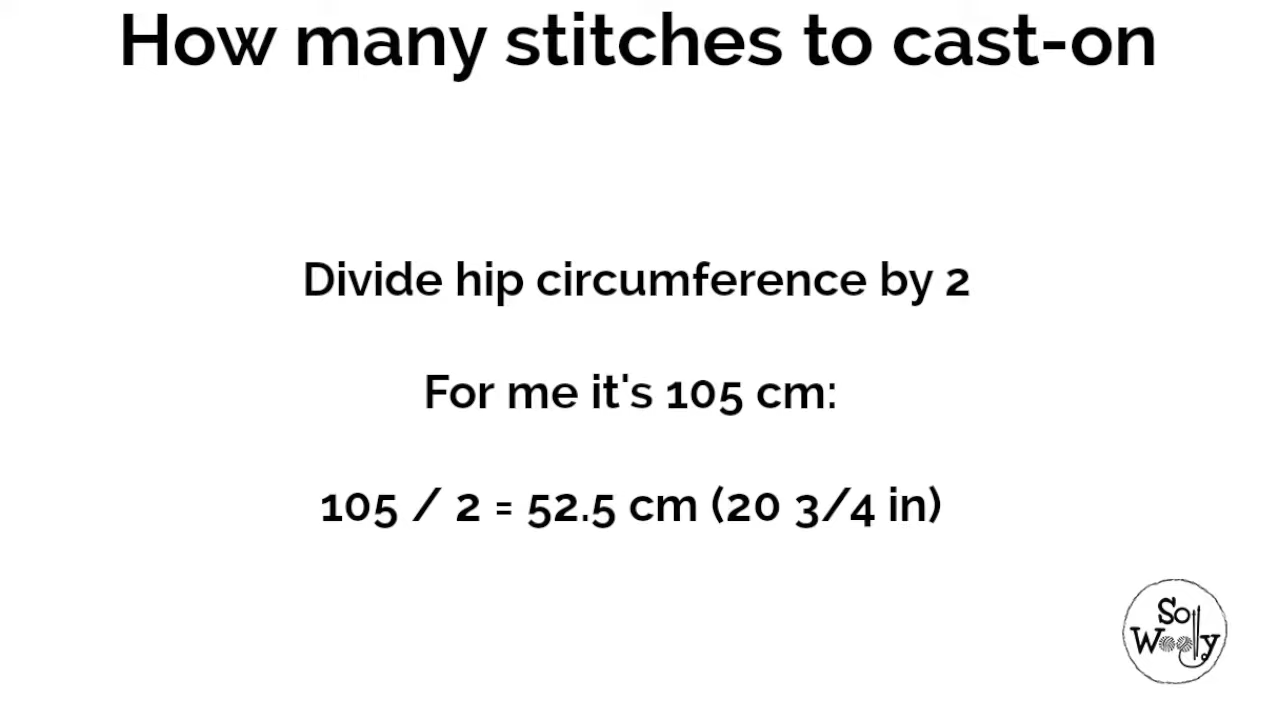 How many stitches to cast-on
Divide hip circumference by 2
For me it's 105 cm:
105 / 2 = 52.5 cm (20 3/4 in)
So
Woolly